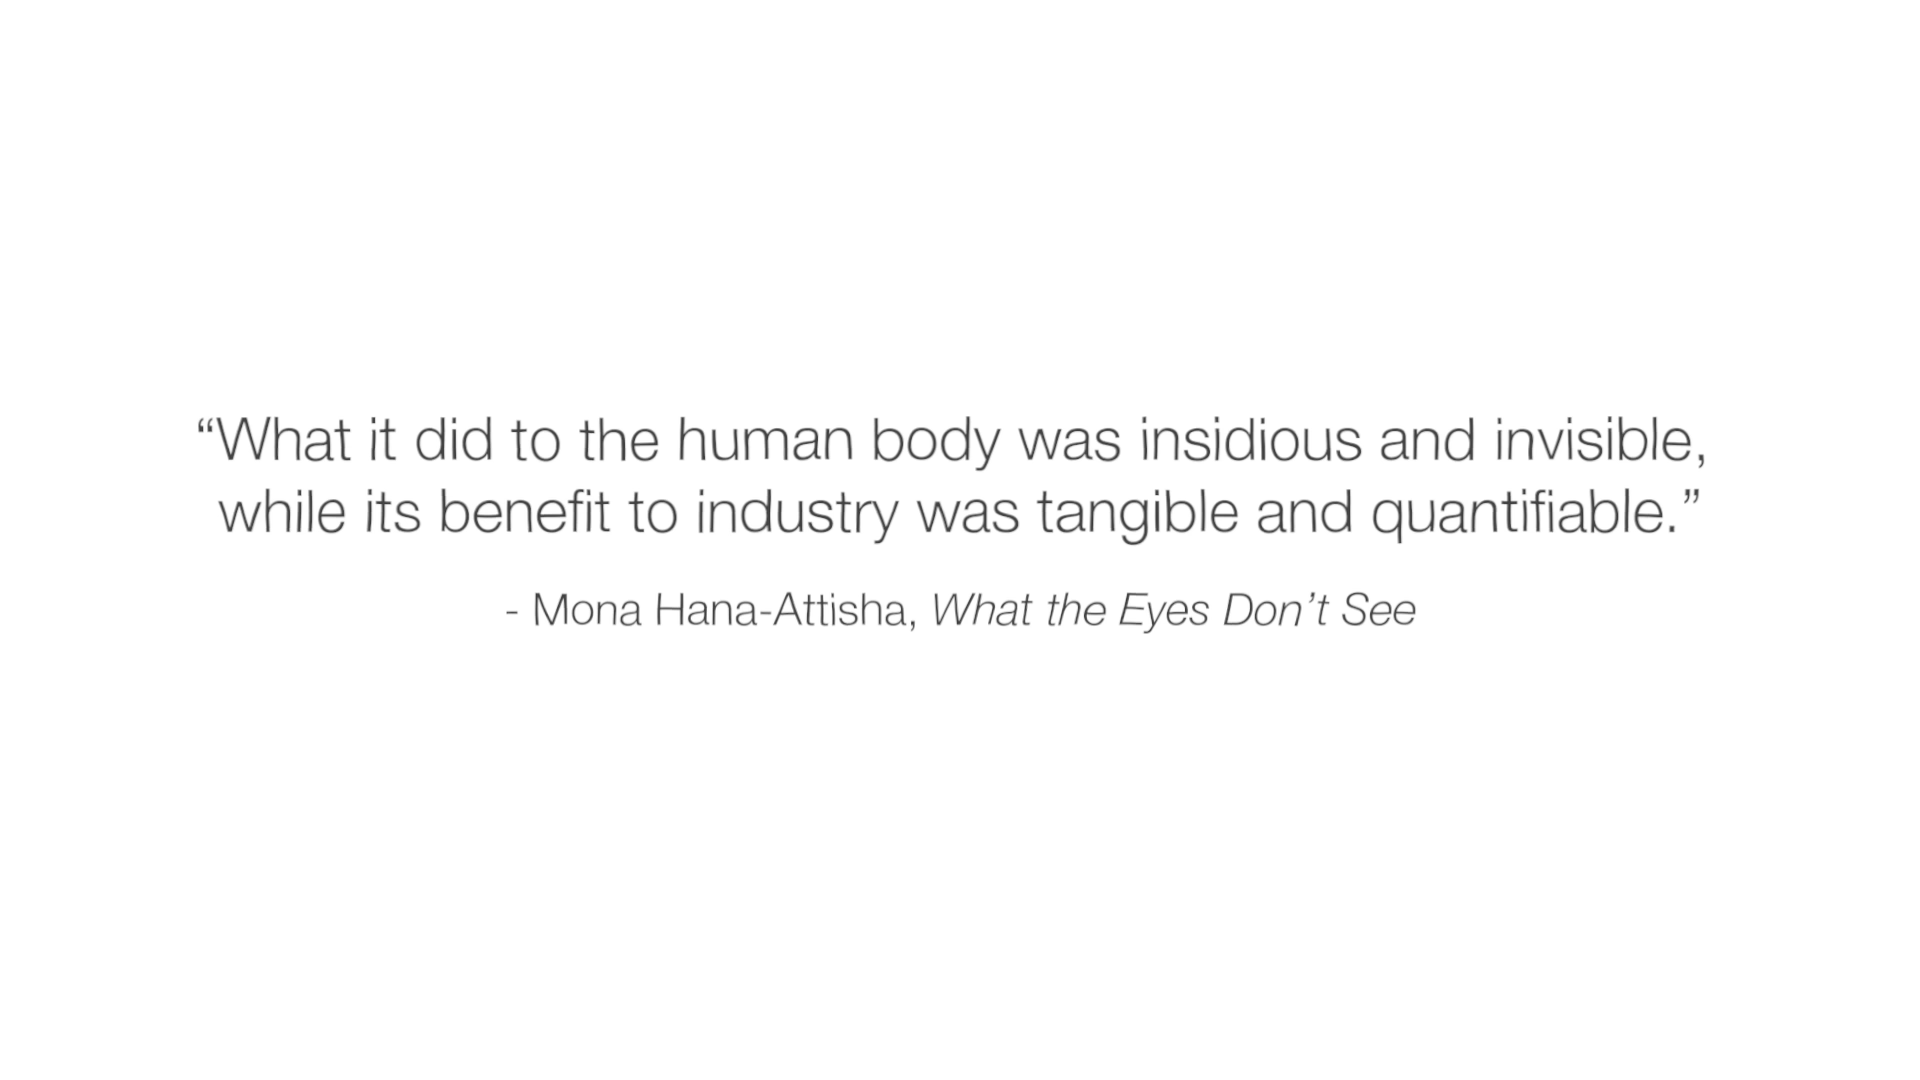 “What it did to the human body was insidious and invisible,
while its benefit to industry was tangible and quantifiable.”
- Mona Hana-Attisha, What the Eyes Don’t See